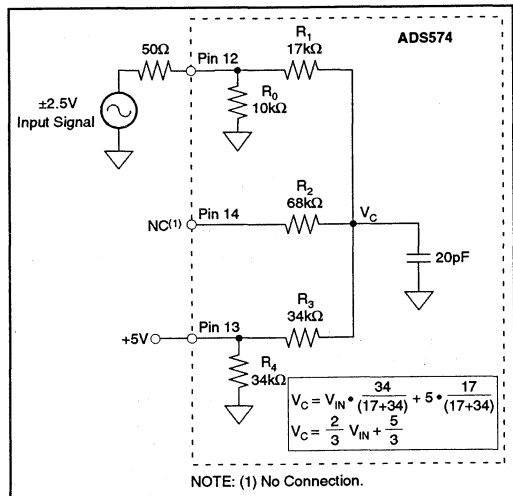 ADS574
50Ω
Pin 12
R1
17kΩ
±2.5V
Input Signal
R0
10kΩ
NC(1)
Pin 14
R2
68kΩ
VC
20pF
+5V
Pin 13
R3
34kΩ
R4
34kΩ
VC = VIN • 34/(17+34) + 5 • 17/(17+34)
VC = 2/3 VIN + 5/3
NOTE: (1) No Connection.